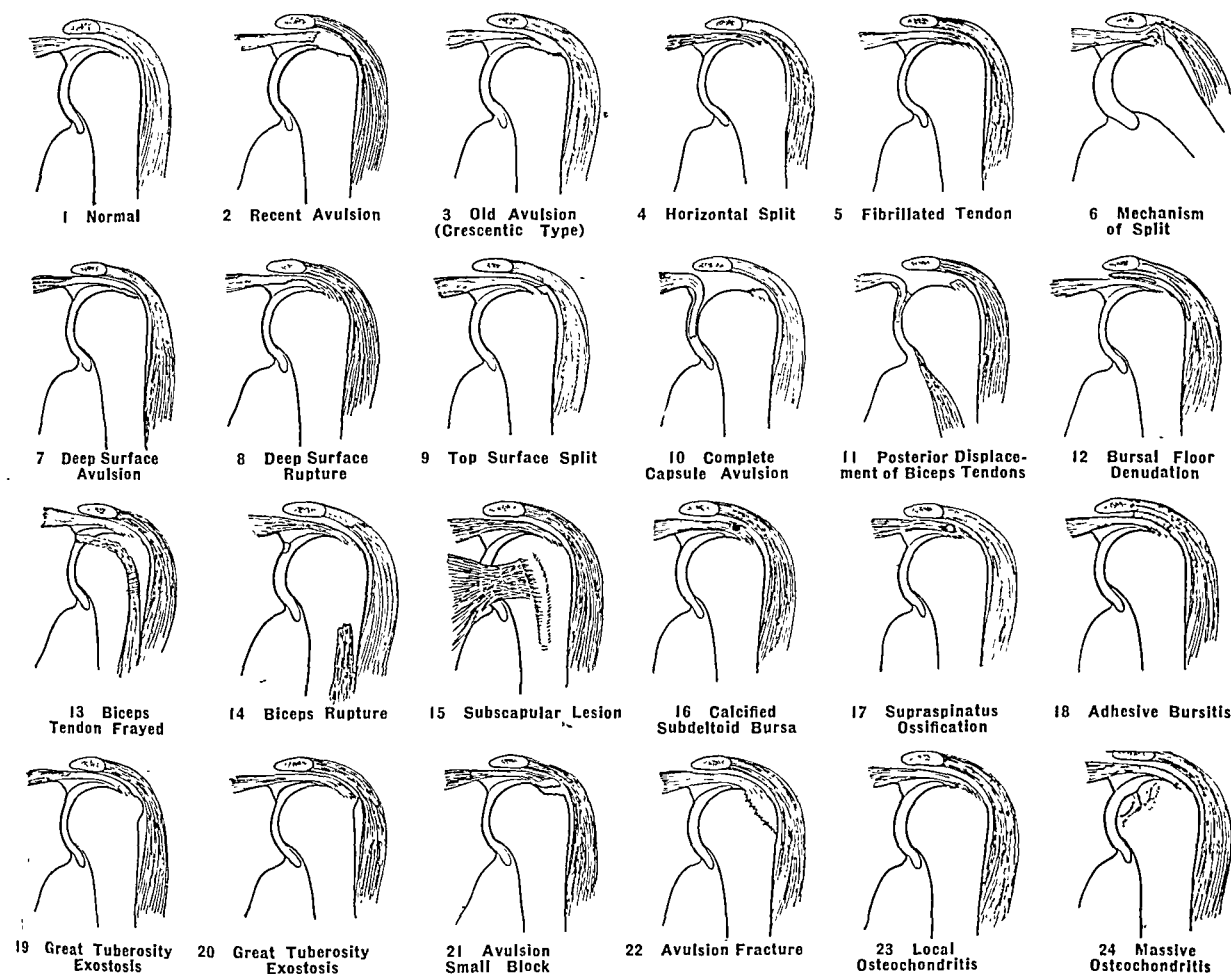 1 Normal
2 Recent Avulsion
3 Old Avulsion
(Crescentic Type)
4 Horizontal Split
5 Fibrillated Tendon
6 Mechanism
of Split
7 Deep Surface
Avulsion
8 Deep Surface
Rupture
9 Top Surface Split
10 Complete
Capsule Avulsion
11 Posterior Displace-
ment of Biceps Tendons
12 Bursal Floor
Denudation
13 Biceps
Tendon Frayed
14 Biceps Rupture
15 Subscapular Lesion
16 Calcified
Subdeltoid Bursa
17 Supraspinatus
Ossification
18 Adhesive Bursitis
19 Great Tuberosity
Exostosis
20 Great Tuberosity
Exostosis
21 Avulsion
Small Block
22 Avulsion Fracture
23 Local
Osteochondritis
24 Massive
Osteochondritis